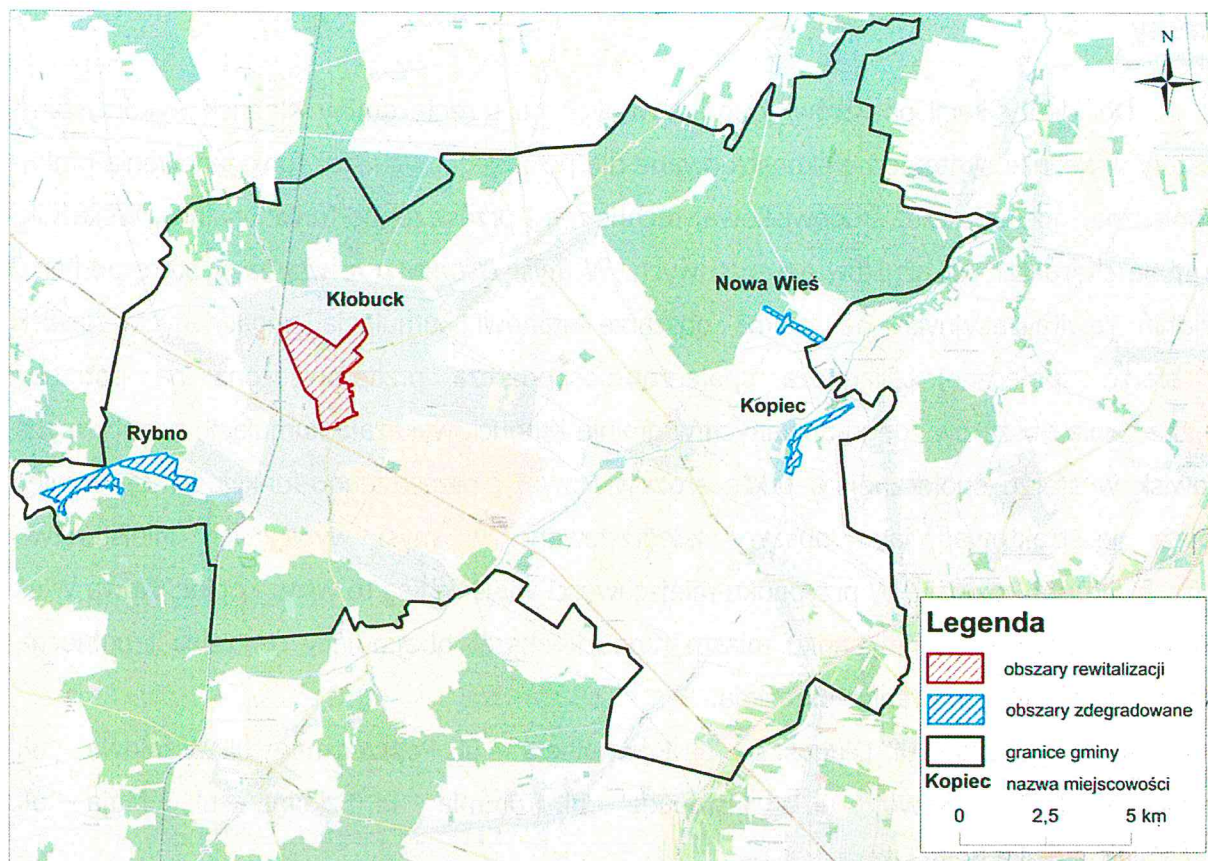 N
Kłobuck
Nowa Wieś
Kopiec
Rybno
Legenda
obszary rewitalizacji
obszary zdegradowane
granice gminy
Kopiec nazwa miejscowości
0 2,5 5 km